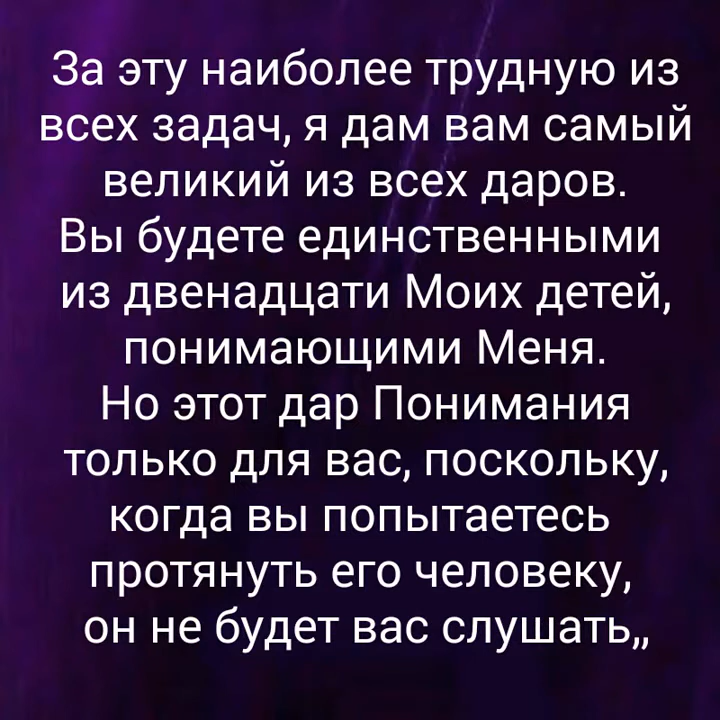 За эту наиболее трудную из
всех задач, я дам вам самый
великий из всех даров.
Вы будете единственными
из двенадцати Моих детей,
понимающими Меня.
Но этот дар Понимания
только для вас, поскольку,
когда вы попытаетесь
протянуть его человеку,
он не будет вас слушать,,